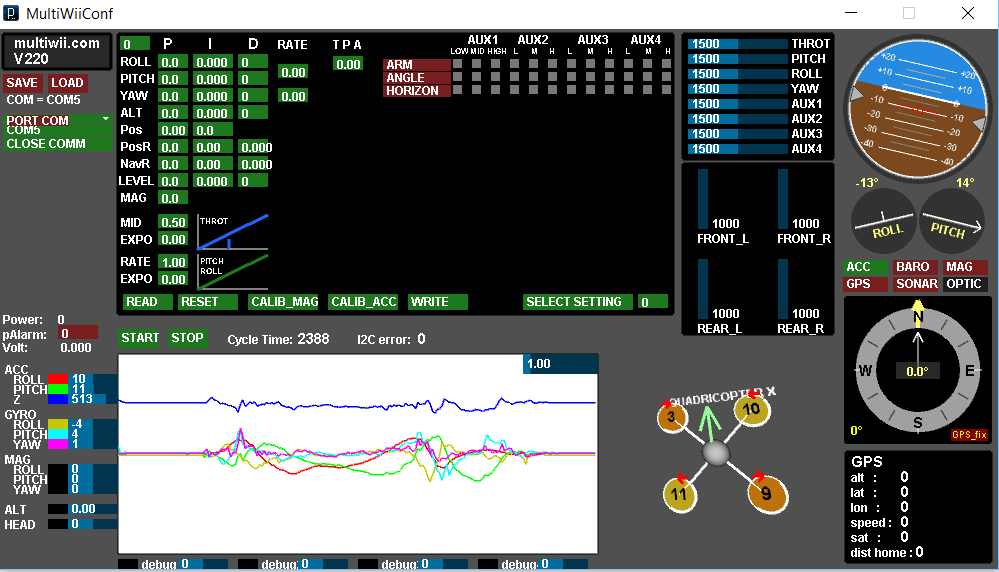 MultiWiiConf
multiwii.com
V220
SAVE LOAD
COM = COM5
PORT COM
COM5
CLOSE COMM
0 P I D RATE T P A
ROLL 0.0 0.000 0 0.00 0.00
PITCH 0.0 0.000 0
YAW 0.0 0.000 0 0.00
ALT 0.0 0.000 0
Pos 0.00 0.0
PosR 0.0 0.00 0.000
NavR 0.0 0.00 0.000
LEVEL 0.0 0.000 0
MAG 0.0
MID 0.50
EXPO 0.00
THROT
RATE 1.00
EXPO 0.00
PITCH
ROLL
AUX1 AUX2 AUX3 AUX4
LOW MID HIGH L M H L M H L M H
ARM
ANGLE
HORIZON
READ RESET CALIB_MAG CALIB_ACC WRITE SELECT SETTING 0
1500 THROT
1500 PITCH
1500 ROLL
1500 YAW
1500 AUX1
1500 AUX2
1500 AUX3
1500 AUX4
1000 1000
FRONT_L FRONT_R
1000 1000
REAR_L REAR_R
+20 +20
+10 +10
-10 -10
-20 -20
-30 -30
-40 -40
-13° 14°
ROLL PITCH
ACC BARO MAG
GPS SONAR OPTIC
N
W 0.0° E
S
0° GPS_fix
Power: 0
pAlarm: 0
Volt: 0.000
START STOP Cycle Time: 2388 I2C error: 0
1.00
ACC
ROLL 10
PITCH 11
Z 513
GYRO
ROLL -4
PITCH 4
YAW 1
MAG
ROLL 0
PITCH 0
YAW 0
ALT 0.00
HEAD 0
QUADRICOPTER X
3 10
11 9
GPS
alt : 0
lat : 0
lon : 0
speed : 0
sat : 0
dist home : 0
debug 0 debug 0 debug 0 debug 0